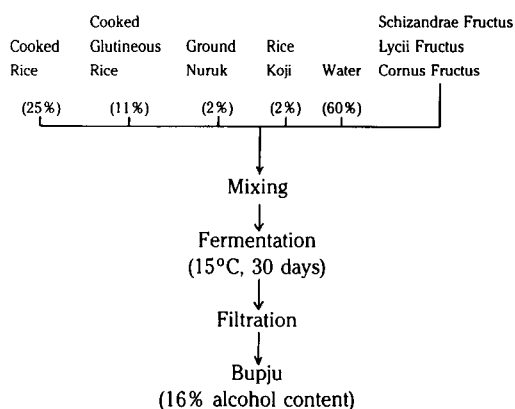 Cooked
Rice
(25%)
Cooked
Glutineous
Rice
(11%)
Ground
Nuruk
(2%)
Rice
Koji
(2%)
Water
(60%)
Schizandrae Fructus
Lycii Fructus
Cornus Fructus
Mixing
Fermentation
(15°C, 30 days)
Filtration
Bupju
(16% alcohol content)